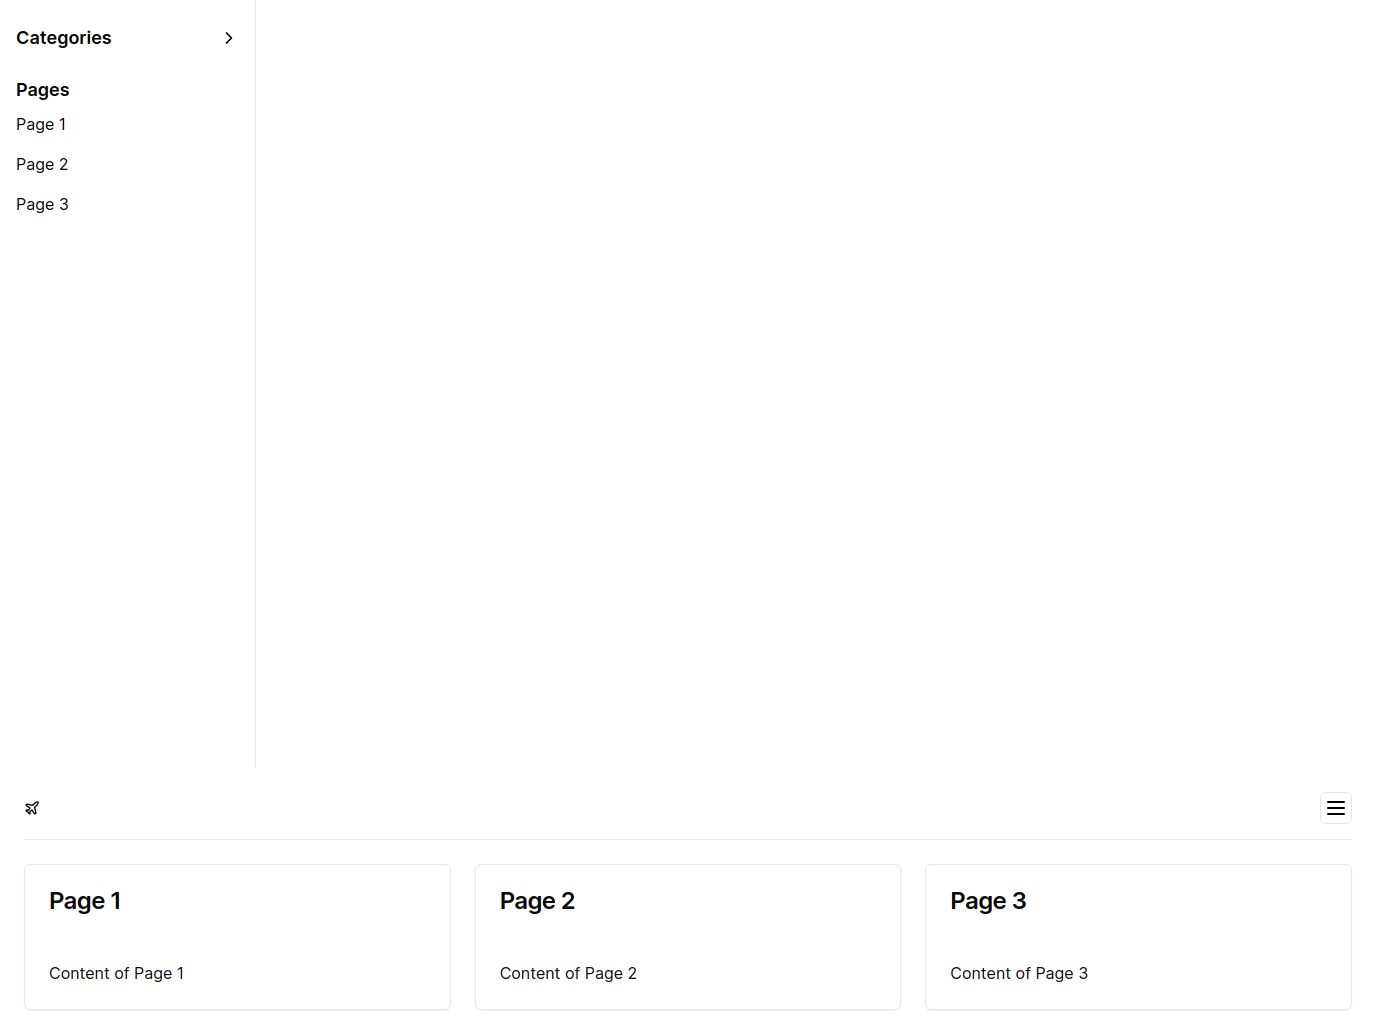 Categories
Pages
Page 1
Page 2
Page 3
Page 1
Content of Page 1
Page 2
Content of Page 2
Page 3
Content of Page 3